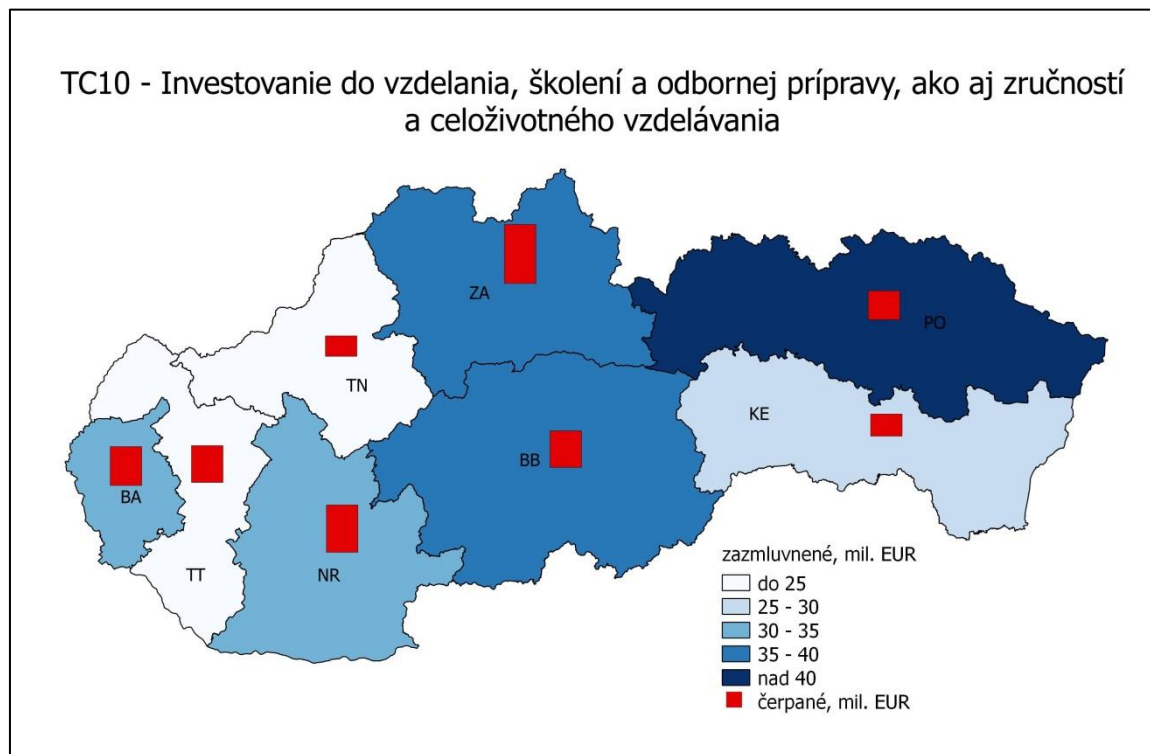 TC10 - Investovanie do vzdelania, školení a odbornej prípravy, ako aj zručností
a celoživotného vzdelávania
ZA
PO
TN
KE
BB
BA
TT
NR
zazmluvnené, mil. EUR
do 25
25 - 30
30 - 35
35 - 40
nad 40
čerpané, mil. EUR